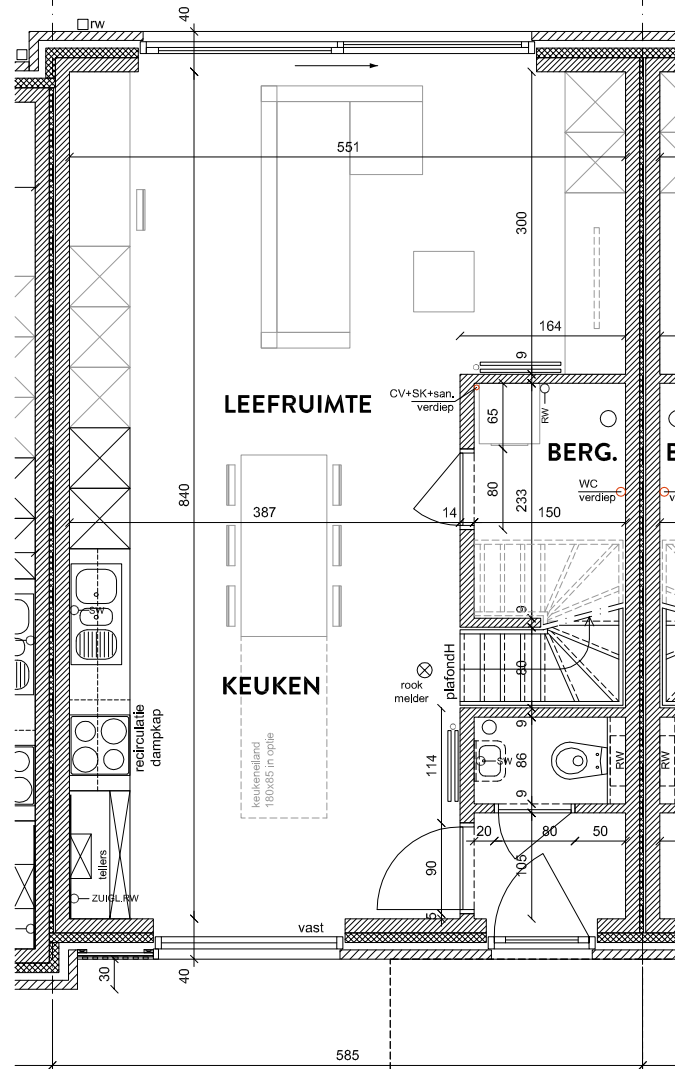 40
rw
551
300
164
9
CV+SK+san.
verdiep
LEEFRUIMTE
65
RW
BERG.
B
840
80
233
WC
verdiep
v
387
14
150
SW
9
KEUKEN
rook
melder
plafondH
80
recirculatie
dampkap
keukeneiland
180x85 in optie
114
9
SW
86
RW
RW
9
20
80
50
tellers
90
105
ZUIGL.RW
5
vast
40
30
585